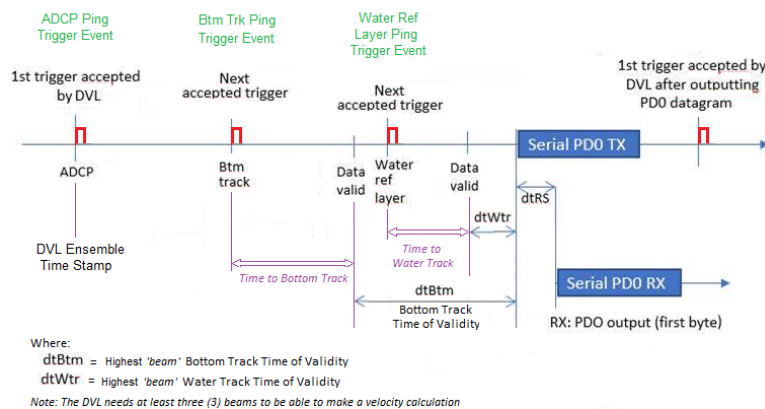 ADCP Ping
Trigger Event
Btm Trk Ping
Trigger Event
Water Ref
Layer Ping
Trigger Event
1st trigger accepted
by DVL
Next
accepted trigger
Next
accepted trigger
1st trigger accepted by
DVL after outputting
PD0 datagram
Serial PD0 TX
ADCP
Btm
track
Data
valid
Water
ref
layer
Data
valid
dtRS
dtWtr
DVL Ensemble
Time Stamp
Time to Bottom Track
Time to
Water Track
dtBtm
Bottom Track
Time of Validity
Serial PD0 RX
RX: PDO output (first byte)
Where:
dtBtm = Highest 'beam' Bottom Track Time of Validity
dtWtr = Highest 'beam' Water Track Time of Validity
Note: The DVL needs at least three (3) beams to be able to make a velocity calculation